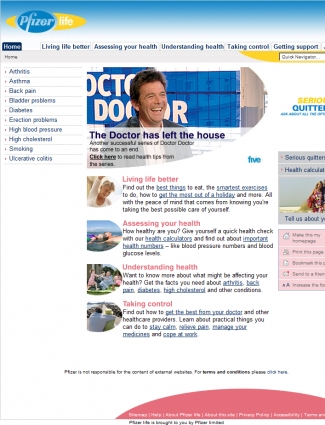 Pfizer life
Home Living life better Assessing your health Understanding health Taking control Getting support
Home Quick Navigator...
Arthritis
Asthma
Back pain
Bladder problems
Diabetes
Erection problems
High blood pressure
High cholesterol
Smoking
Ulcerative colitis
DOCTOR
DOCTOR
The Doctor has left the house
Another successful series of Doctor Doctor
has come to an end.
Click here to read health tips from
the series.
five
SERIOU
QUITTER
ASK ABOUT ALL THE OPT
Serious quitters
Health calculator
Tell us about yo
Make this my
homepage
Print this page
Bookmark this p
Send to a frien
Increase the fo
Living life better
Find out the best things to eat, the smartest exercises
to do, how to get the most out of a holiday and more. All
with the peace of mind that comes from knowing you're
taking the best possible care of yourself.
Assessing your health
How healthy are you? Give yourself a quick health check
with our health calculators and find out about important
health numbers – like blood pressure numbers and blood
glucose levels.
Understanding health
Want to know more about what might be affecting your
health? Get the facts you need about arthritis, back
pain, diabetes, high cholesterol and other conditions.
Taking control
Find out how to get the best from your doctor and other
healthcare providers. Learn about practical things you
can do to stay calm, relieve pain, manage your
medicines and cope at work.
Pfizer is not responsible for the content of external websites. For terms and conditions please click here.
Sitemap | Help | About Pfizer life | About this site | Privacy Policy | Accessibility | Terms an
Pfizer life is brought to you by Pfizer limited